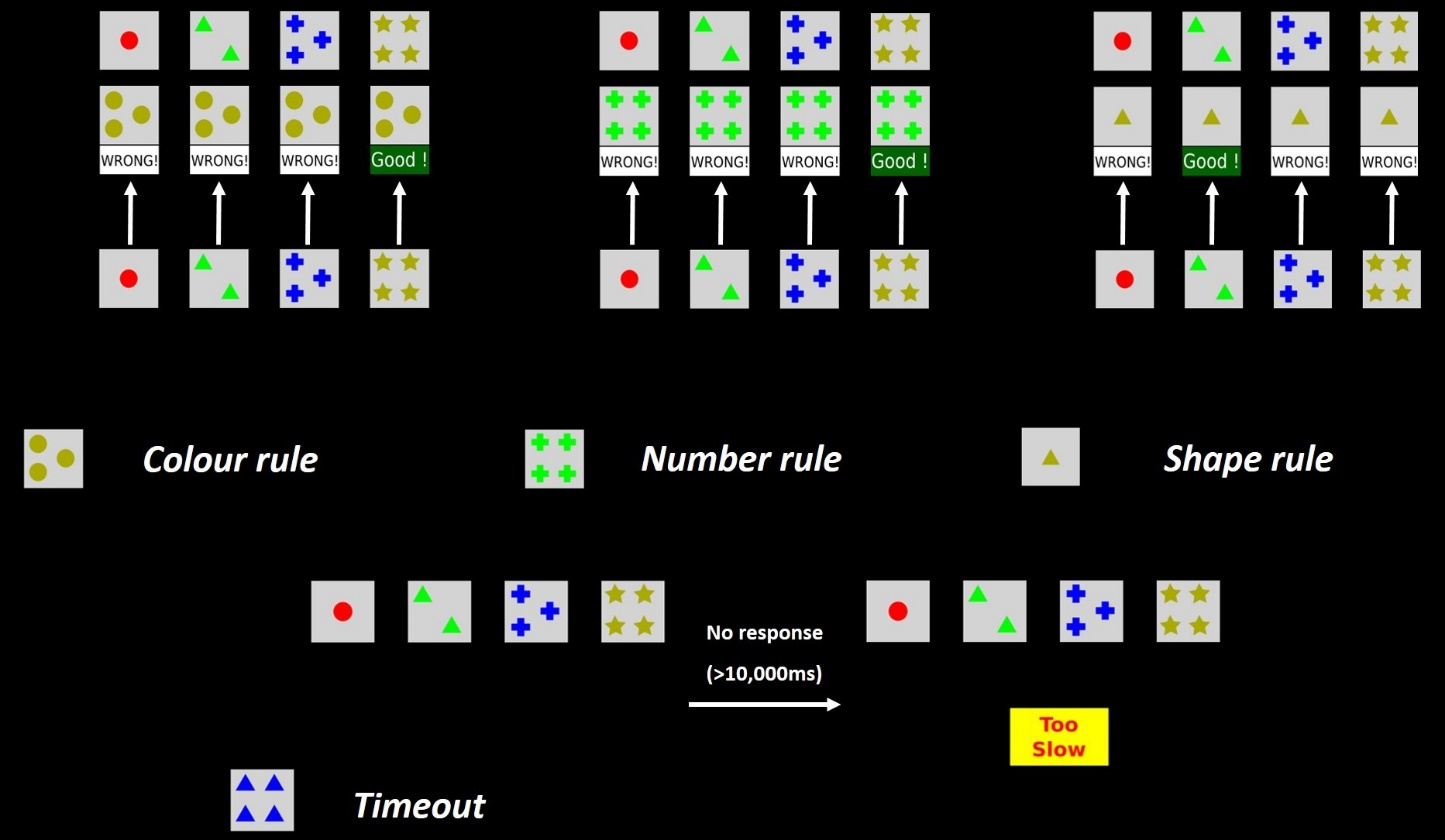 WRONG! WRONG! WRONG! Good !
WRONG! WRONG! WRONG! Good !
WRONG! Good ! WRONG! WRONG!
Colour rule
Number rule
Shape rule
No response
(>10,000ms)
Too
Slow
Timeout